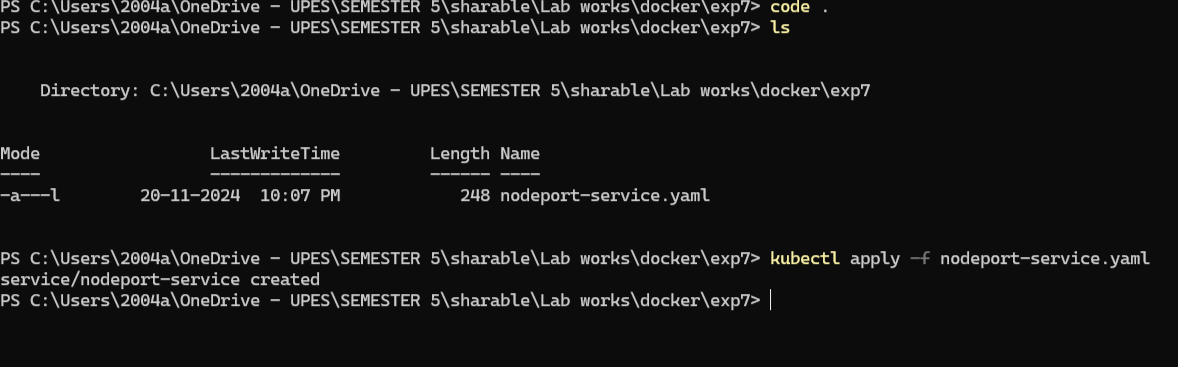 PS C:\Users\2004a\OneDrive - UPES\SEMESTER 5\sharable\Lab works\docker\exp7> code .
PS C:\Users\2004a\OneDrive - UPES\SEMESTER 5\sharable\Lab works\docker\exp7> ls
Directory: C:\Users\2004a\OneDrive - UPES\SEMESTER 5\sharable\Lab works\docker\exp7
Mode                 LastWriteTime         Length Name
----                 -------------         ------ ----
-a---l        20-11-2024  10:07 PM            248 nodeport-service.yaml
PS C:\Users\2004a\OneDrive - UPES\SEMESTER 5\sharable\Lab works\docker\exp7> kubectl apply -f nodeport-service.yaml
service/nodeport-service created
PS C:\Users\2004a\OneDrive - UPES\SEMESTER 5\sharable\Lab works\docker\exp7>